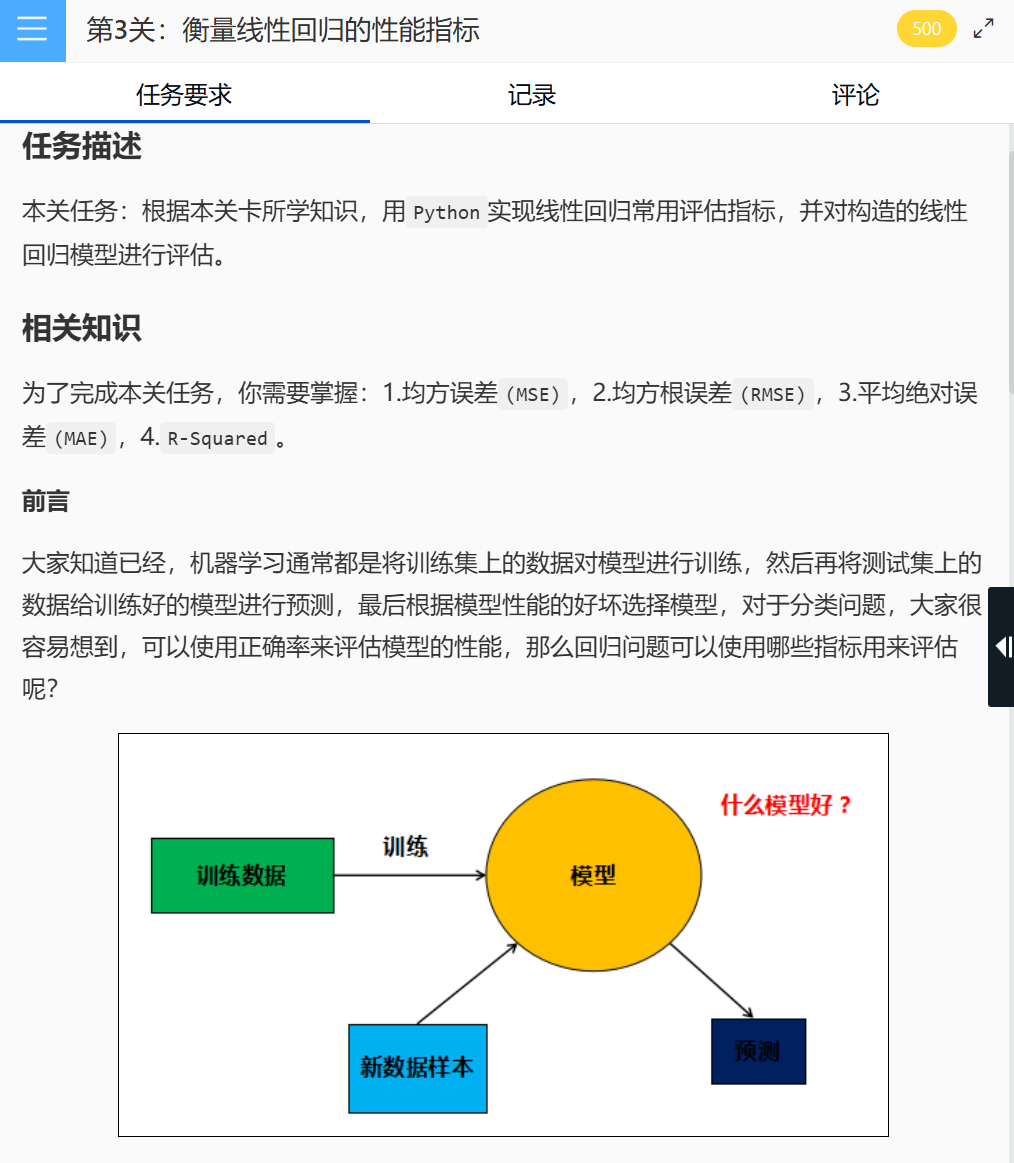 第3关：衡量线性回归的性能指标
500
任务要求
记录
评论
任务描述
本关任务：根据本关卡所学知识，用 Python 实现线性回归常用评估指标，并对构造的线性
回归模型进行评估。
相关知识
为了完成本关任务，你需要掌握：1.均方误差 (MSE) ，2.均方根误差 (RMSE) ，3.平均绝对误
差 (MAE) ，4. R-Squared 。
前言
大家知道已经，机器学习通常都是将训练集上的数据对模型进行训练，然后再将测试集上的
数据给训练好的模型进行预测，最后根据模型性能的好坏选择模型，对于分类问题，大家很
容易想到，可以使用正确率来评估模型的性能，那么回归问题可以使用哪些指标用来评估
呢？
什么模型好？
训练
训练数据
模型
预测
新数据样本